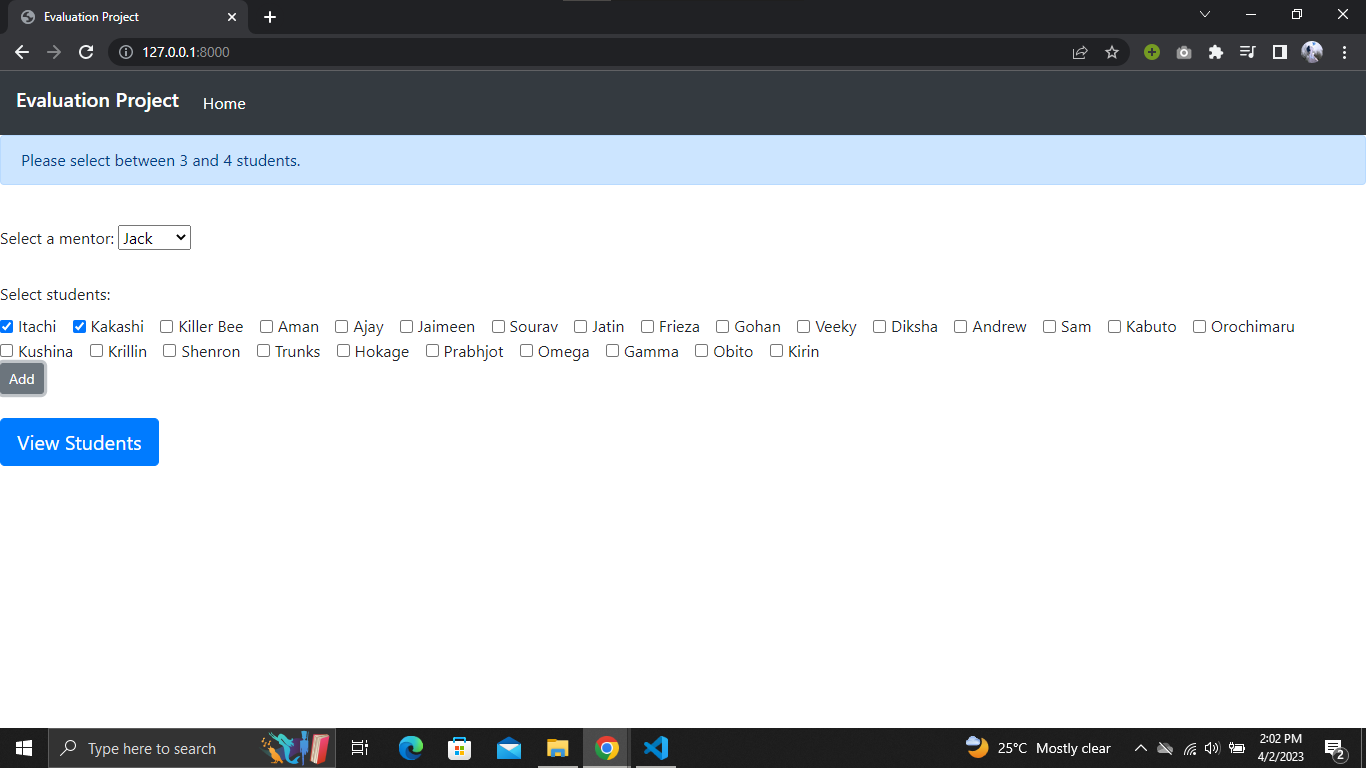 Evaluation Project
127.0.0.1:8000
Evaluation Project Home
Please select between 3 and 4 students.
Select a mentor: Jack
Select students:
Itachi Kakashi Killer Bee Aman Ajay Jaimeen Sourav Jatin Frieza Gohan Veeky Diksha Andrew Sam Kabuto Orochimaru
Kushina Krillin Shenron Trunks Hokage Prabhjot Omega Gamma Obito Kirin
Add
View Students
Type here to search
25°C Mostly clear
2:02 PM
4/2/2023
2